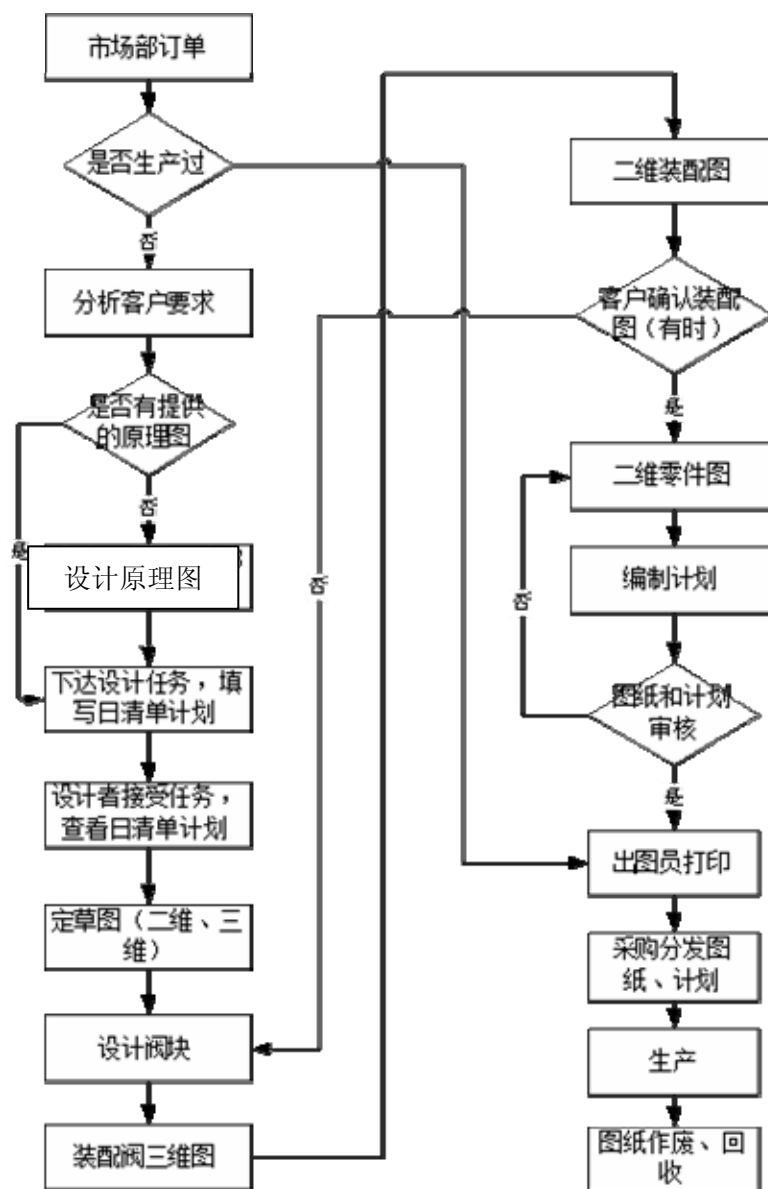 市场部订单
是否生产过
否
分析客户要求
是否有提供
的原理图
否
是
设计原理图
下达设计任务，填
写日清单计划
设计者接受任务，
查看日清单计划
定草图（二维、三
维）
设计阀块
装配阀三维图
否
二维装配图
客户确认装配
图（有时）
是
二维零件图
编制计划
否
图纸和计划
审核
是
出图员打印
采购分发图
纸、计划
生产
图纸作废、回
收